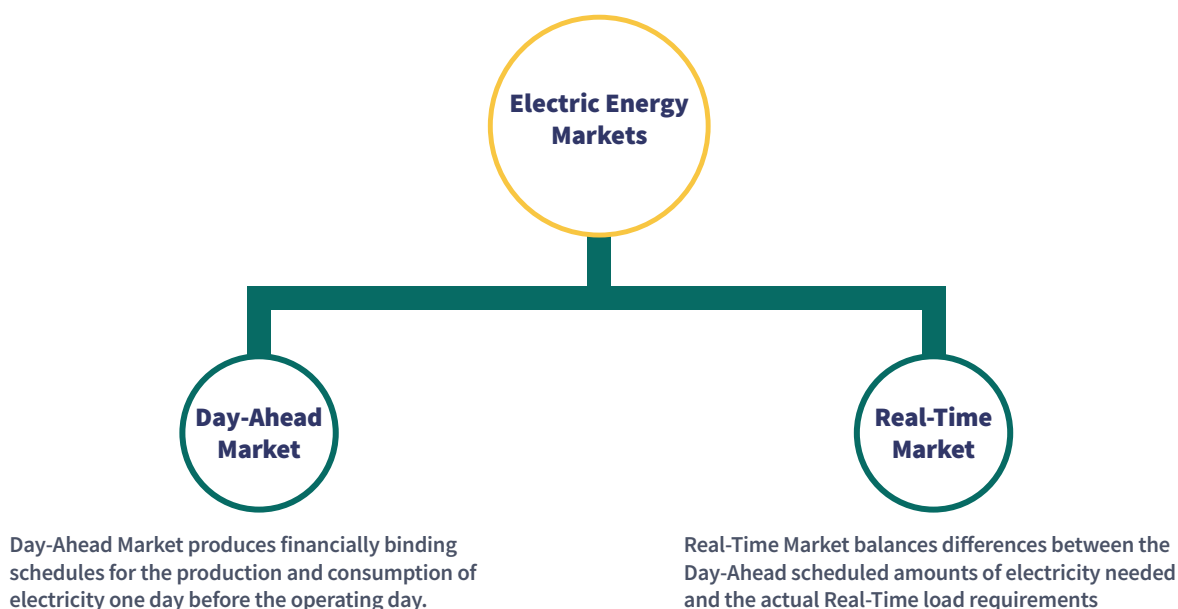 Electric Energy
Markets
Day-Ahead
Market
Real-Time
Market
Day-Ahead Market produces financially binding
schedules for the production and consumption of
electricity one day before the operating day.
Real-Time Market balances differences between the
Day-Ahead scheduled amounts of electricity needed
and the actual Real-Time load requirements